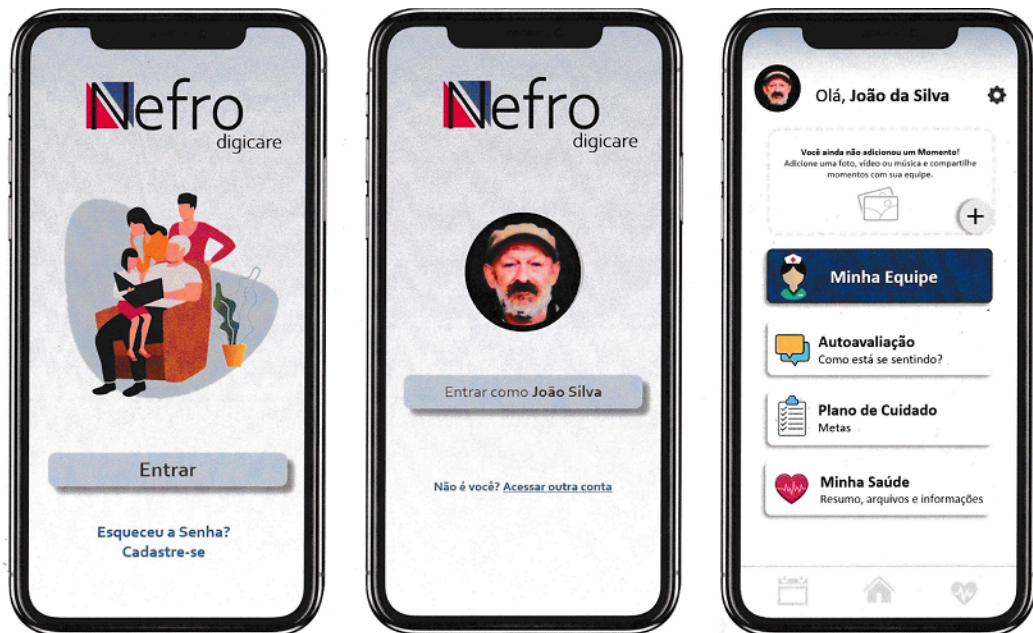 Nefro
digicare
Entrar
Esqueceu a Senha?
Cadastre-se
Nefro
digicare
Entrar como João Silva
Não é você? Acessar outra conta
Olá, João da Silva
Você ainda não adicionou um Momento!
Adicione uma foto, vídeo ou música e compartilhe
momentos com sua equipe.
+
Minha Equipe
Autoavaliação
Como está se sentindo?
Plano de Cuidado
Metas
Minha Saúde
Resumo, arquivos e informações